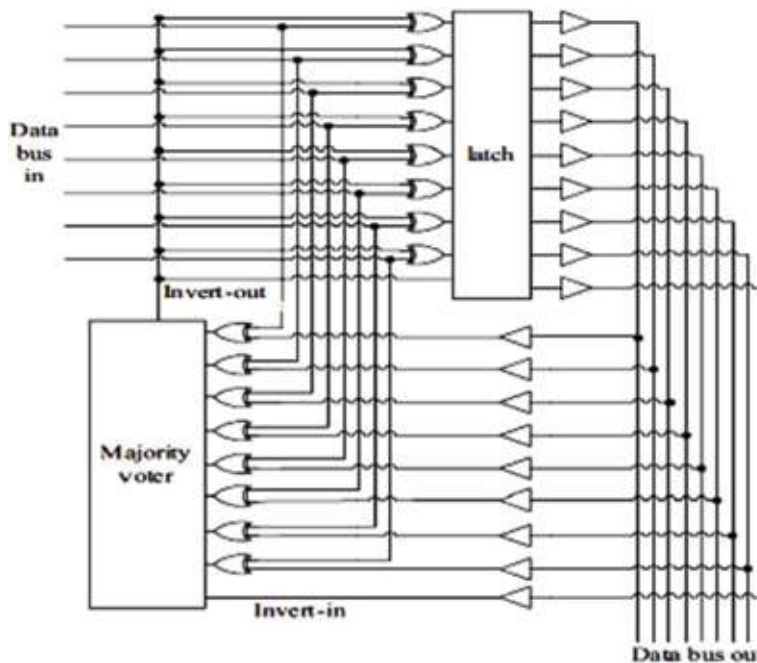 Data
bus
in
latch
Invert-out
Majority
voter
Invert-in
Data bus ou